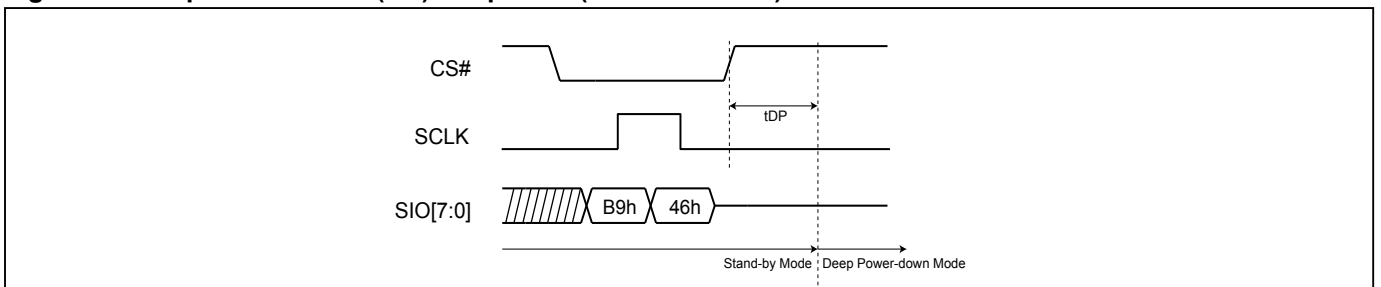 CS#
tDP
SCLK
SIO[7:0] B9h 46h
Stand-by Mode Deep Power-down Mode